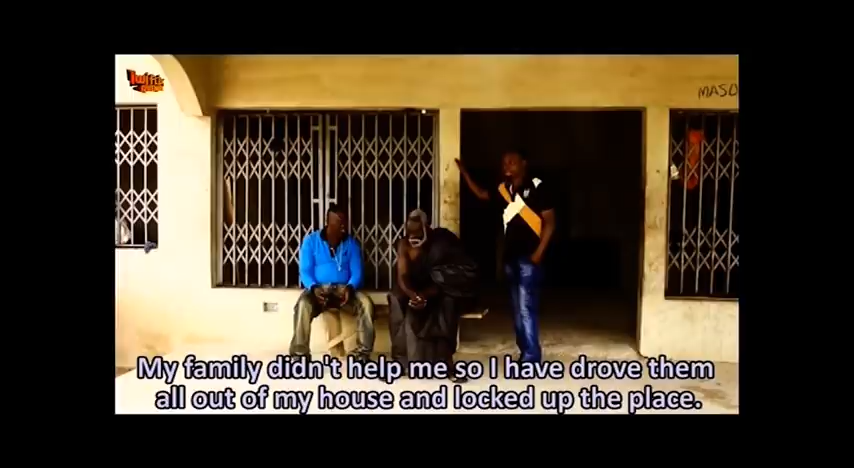 MASO
My family didn't help me so I have drove them
all out of my house and locked up the place.